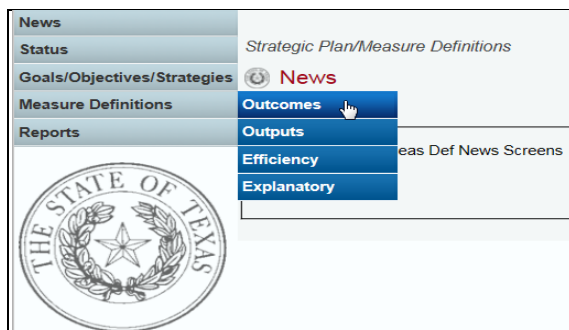 News
Status
Goals/Objectives/Strategies
Measure Definitions
Reports
Strategic Plan/Measure Definitions
News
Outcomes
Outputs
Efficiency
Explanatory
eas Def News Screens
THE STATE OF TEXAS